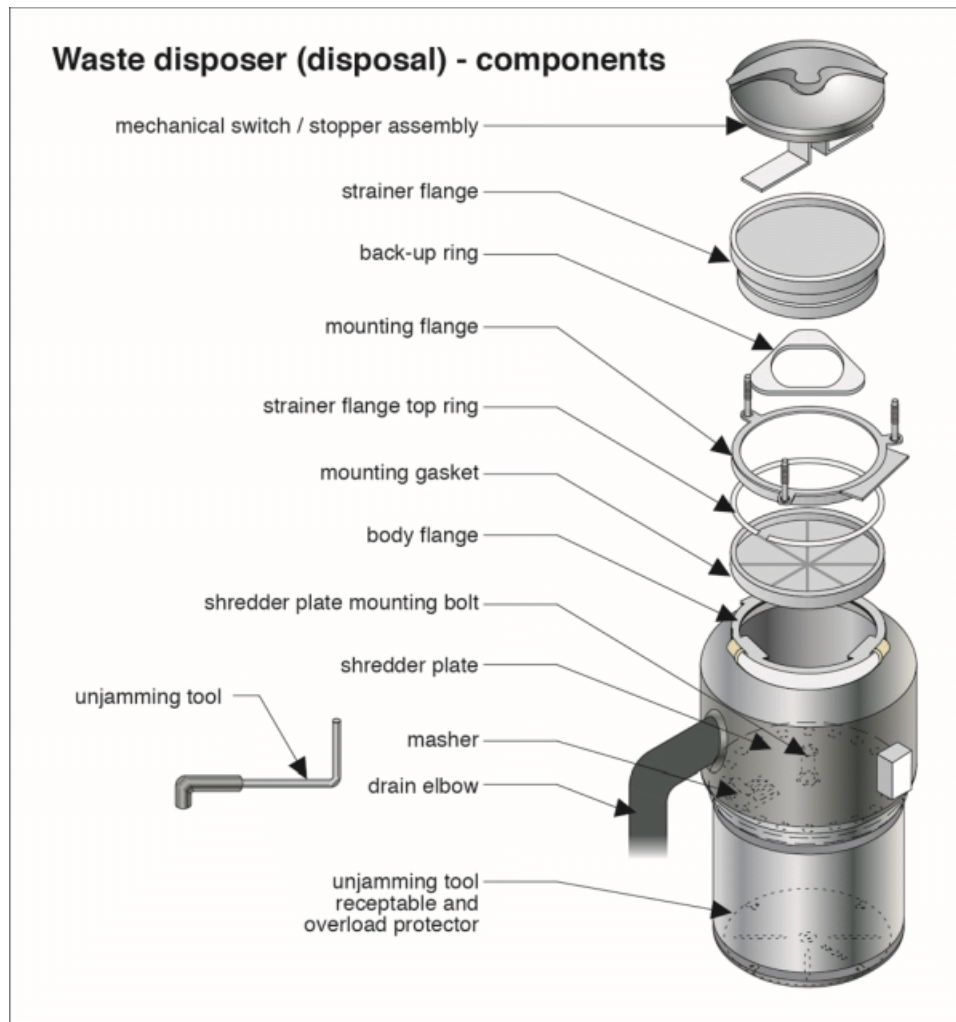 Waste disposer (disposal) - components
mechanical switch / stopper assembly
strainer flange
back-up ring
mounting flange
strainer flange top ring
mounting gasket
body flange
shredder plate mounting bolt
shredder plate
unjamming tool
masher
drain elbow
unjamming tool
receptable and
overload protector